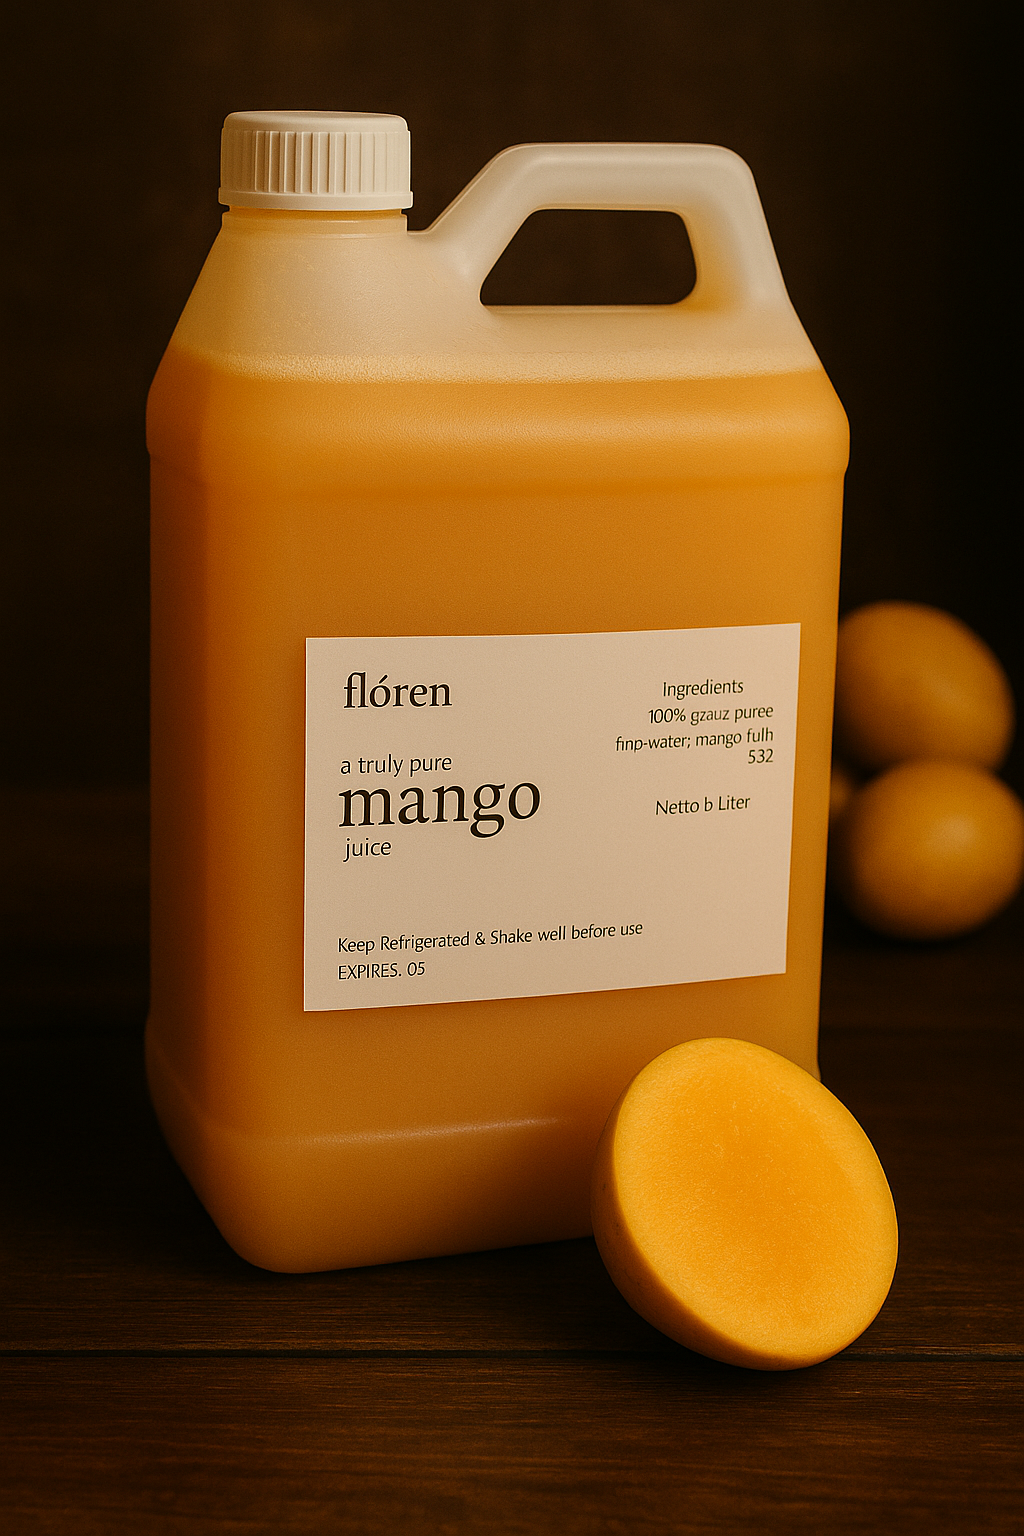 flóren
a truly pure
mango
juice
Keep Refrigerated & Shake well before use
EXPIRES. 05
Ingredients
100% gzauz puree
finp-water; mango fulh
532
Netto b Liter